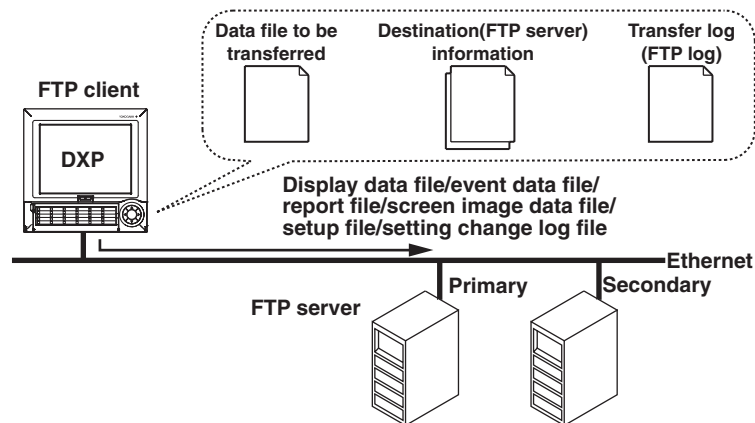 Data file to be
transferred
Destination(FTP server)
information
Transfer log
(FTP log)
FTP client
DXP
Display data file/event data file/
report file/screen image data file/
setup file/setting change log file
Ethernet
Primary
Secondary
FTP server